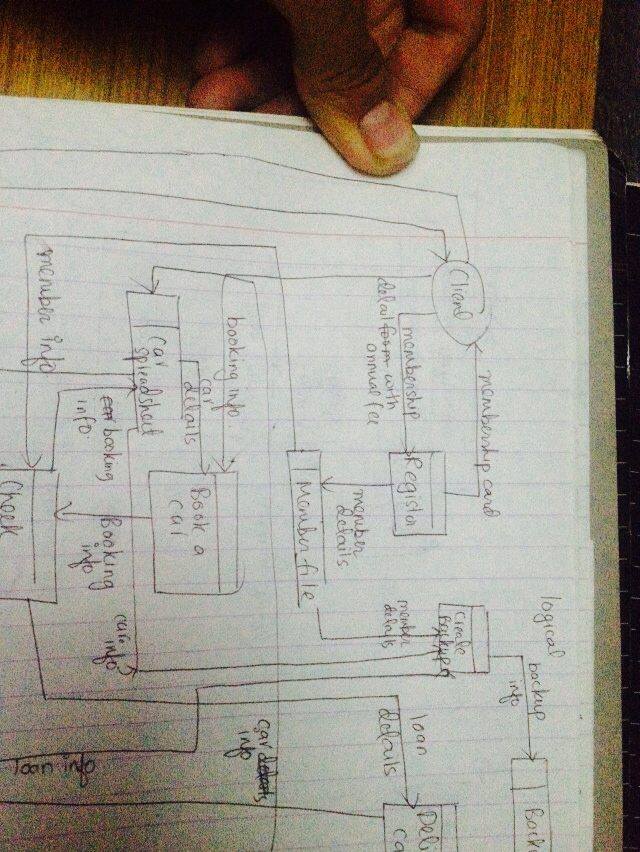 logical
backup
info
Back
membership card
Client
Create
Backup
membership
detail form with
annual fee
Register
member
details
loan
details
Deli
ca
member
details
Member file
car details
info
booking info
car
details
Book a
car
car
spreadsheet
car booking
info
Booking
info
car
info
member info
loan info
Check